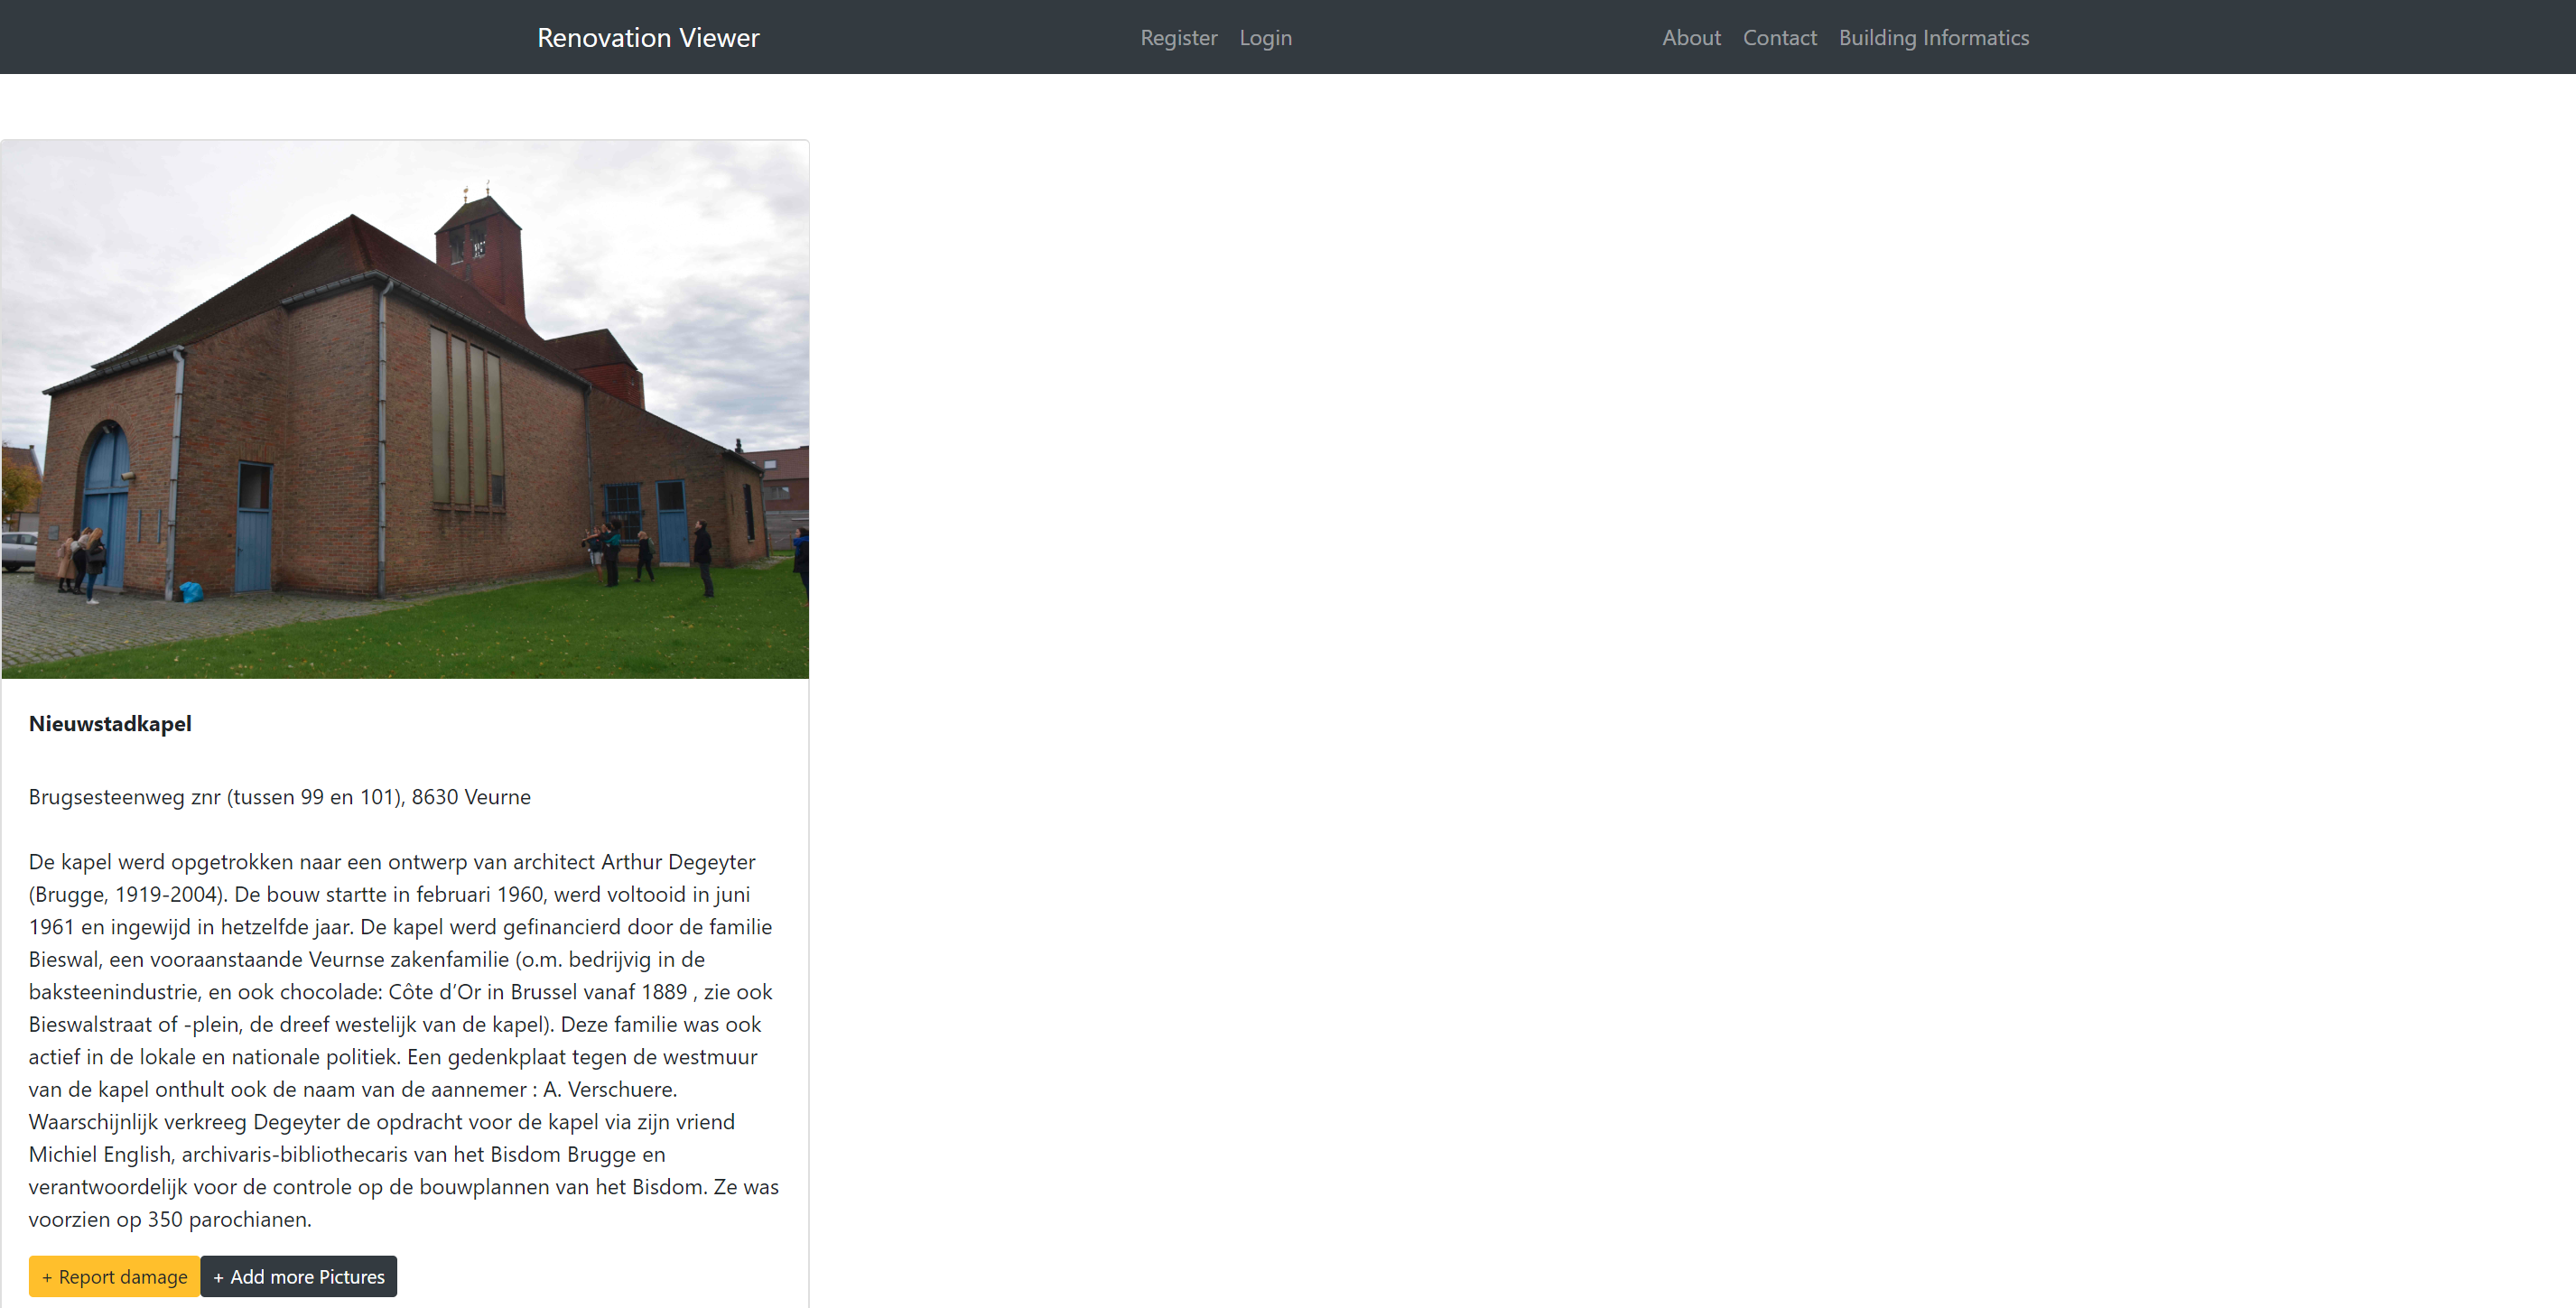 Renovation Viewer Register Login About Contact Building Informatics
Nieuwstadkapel
Brugsesteenweg znr (tussen 99 en 101), 8630 Veurne
De kapel werd opgetrokken naar een ontwerp van architect Arthur Degeyter
(Brugge, 1919-2004). De bouw startte in februari 1960, werd voltooid in juni
1961 en ingewijd in hetzelfde jaar. De kapel werd gefinancierd door de familie
Bieswal, een vooraanstaande Veurnse zakenfamilie (o.m. bedrijvig in de
baksteenindustrie, en ook chocolade: Côte d’Or in Brussel vanaf 1889 , zie ook
Bieswalstraat of -plein, de dreef westelijk van de kapel). Deze familie was ook
actief in de lokale en nationale politiek. Een gedenkplaat tegen de westmuur
van de kapel onthult ook de naam van de aannemer : A. Verschuere.
Waarschijnlijk verkreeg Degeyter de opdracht voor de kapel via zijn vriend
Michiel English, archivaris-bibliothecaris van het Bisdom Brugge en
verantwoordelijk voor de controle op de bouwplannen van het Bisdom. Ze was
voorzien op 350 parochianen.
+ Report damage + Add more Pictures